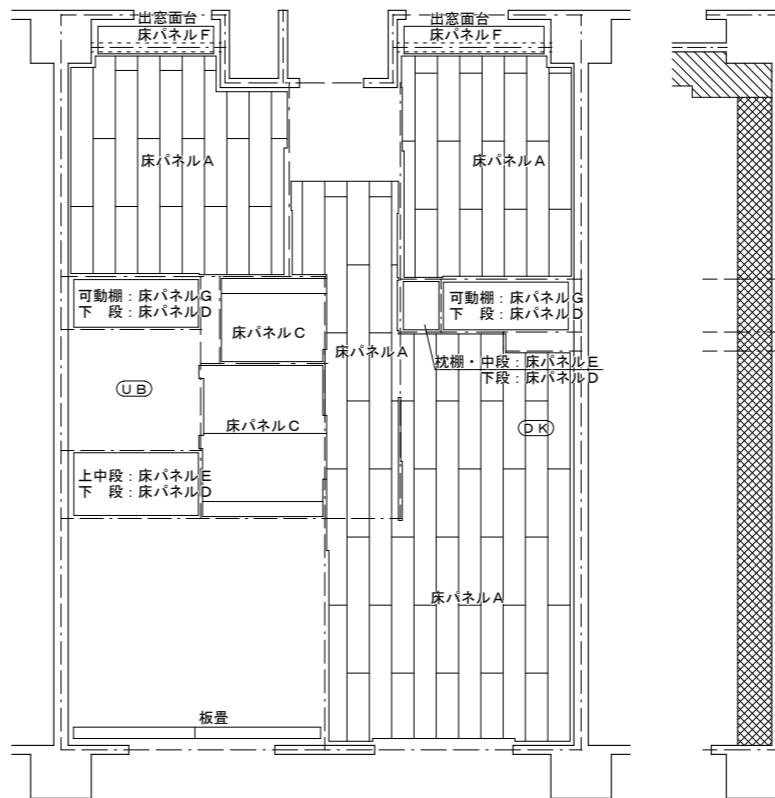 出窓面台
床パネルF
出窓面台
床パネルF
床パネルA
床パネルA
可動棚：床パネルG
下　段：床パネルD
床パネルC
可動棚：床パネルG
下　段：床パネルD
床パネルA
枕棚・中段：床パネルE
下段：床パネルD
UB
床パネルC
DK
上中段：床パネルE
下　段：床パネルD
床パネルA
板畳